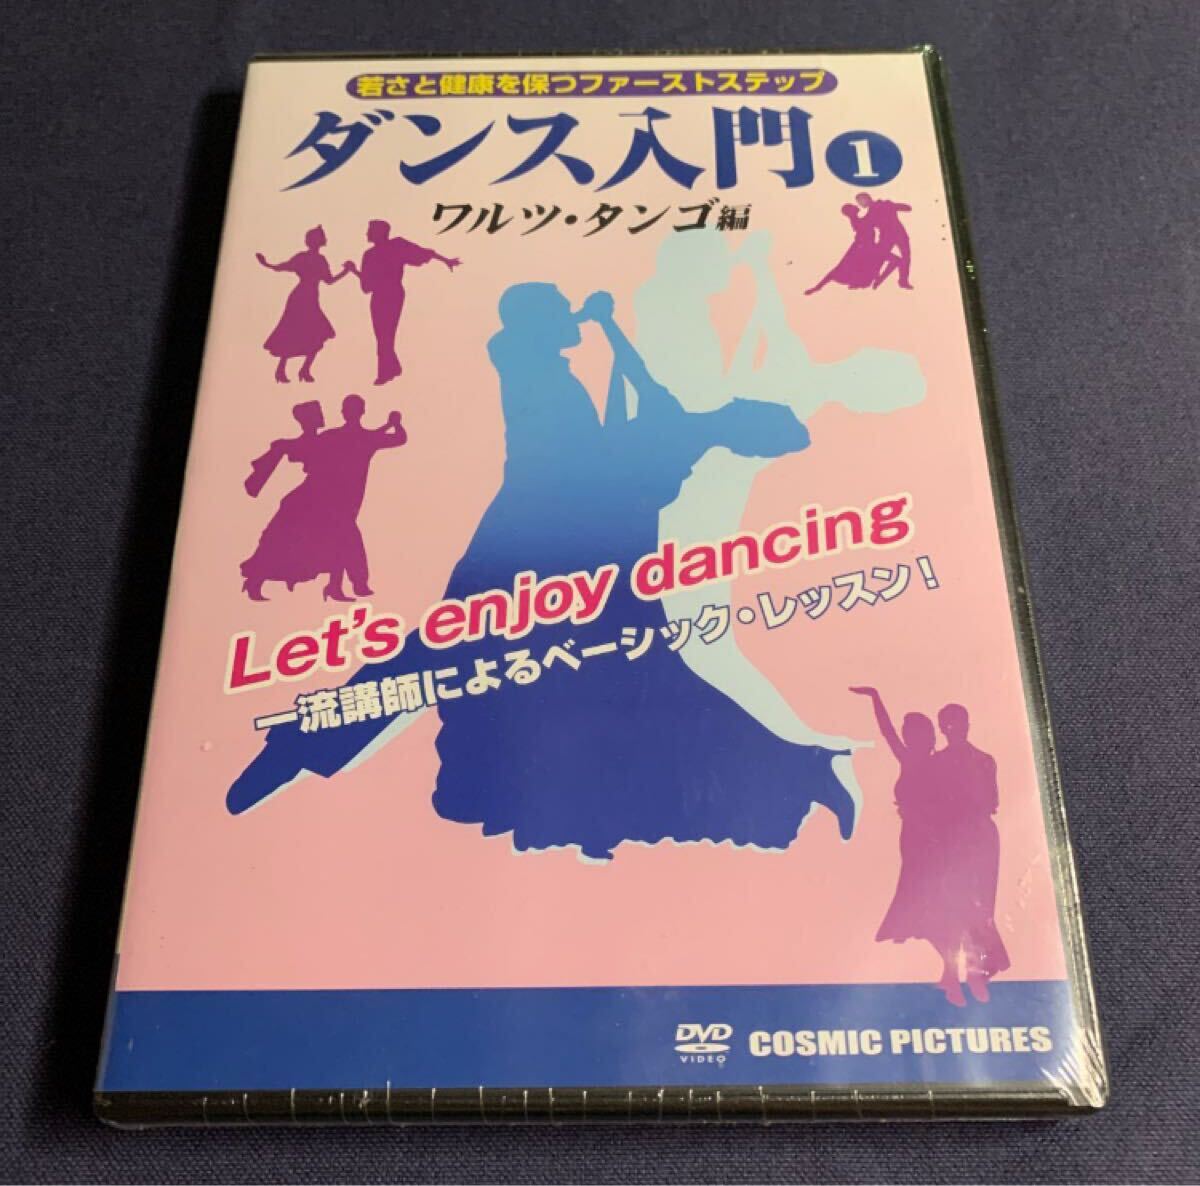 若さと健康を保つファーストステップ
ダンス入門1
ワルツ・タンゴ編
Let's enjoy dancing
一流講師によるベーシック・レッスン!
DVD
VIDEO
COSMIC PICTURES